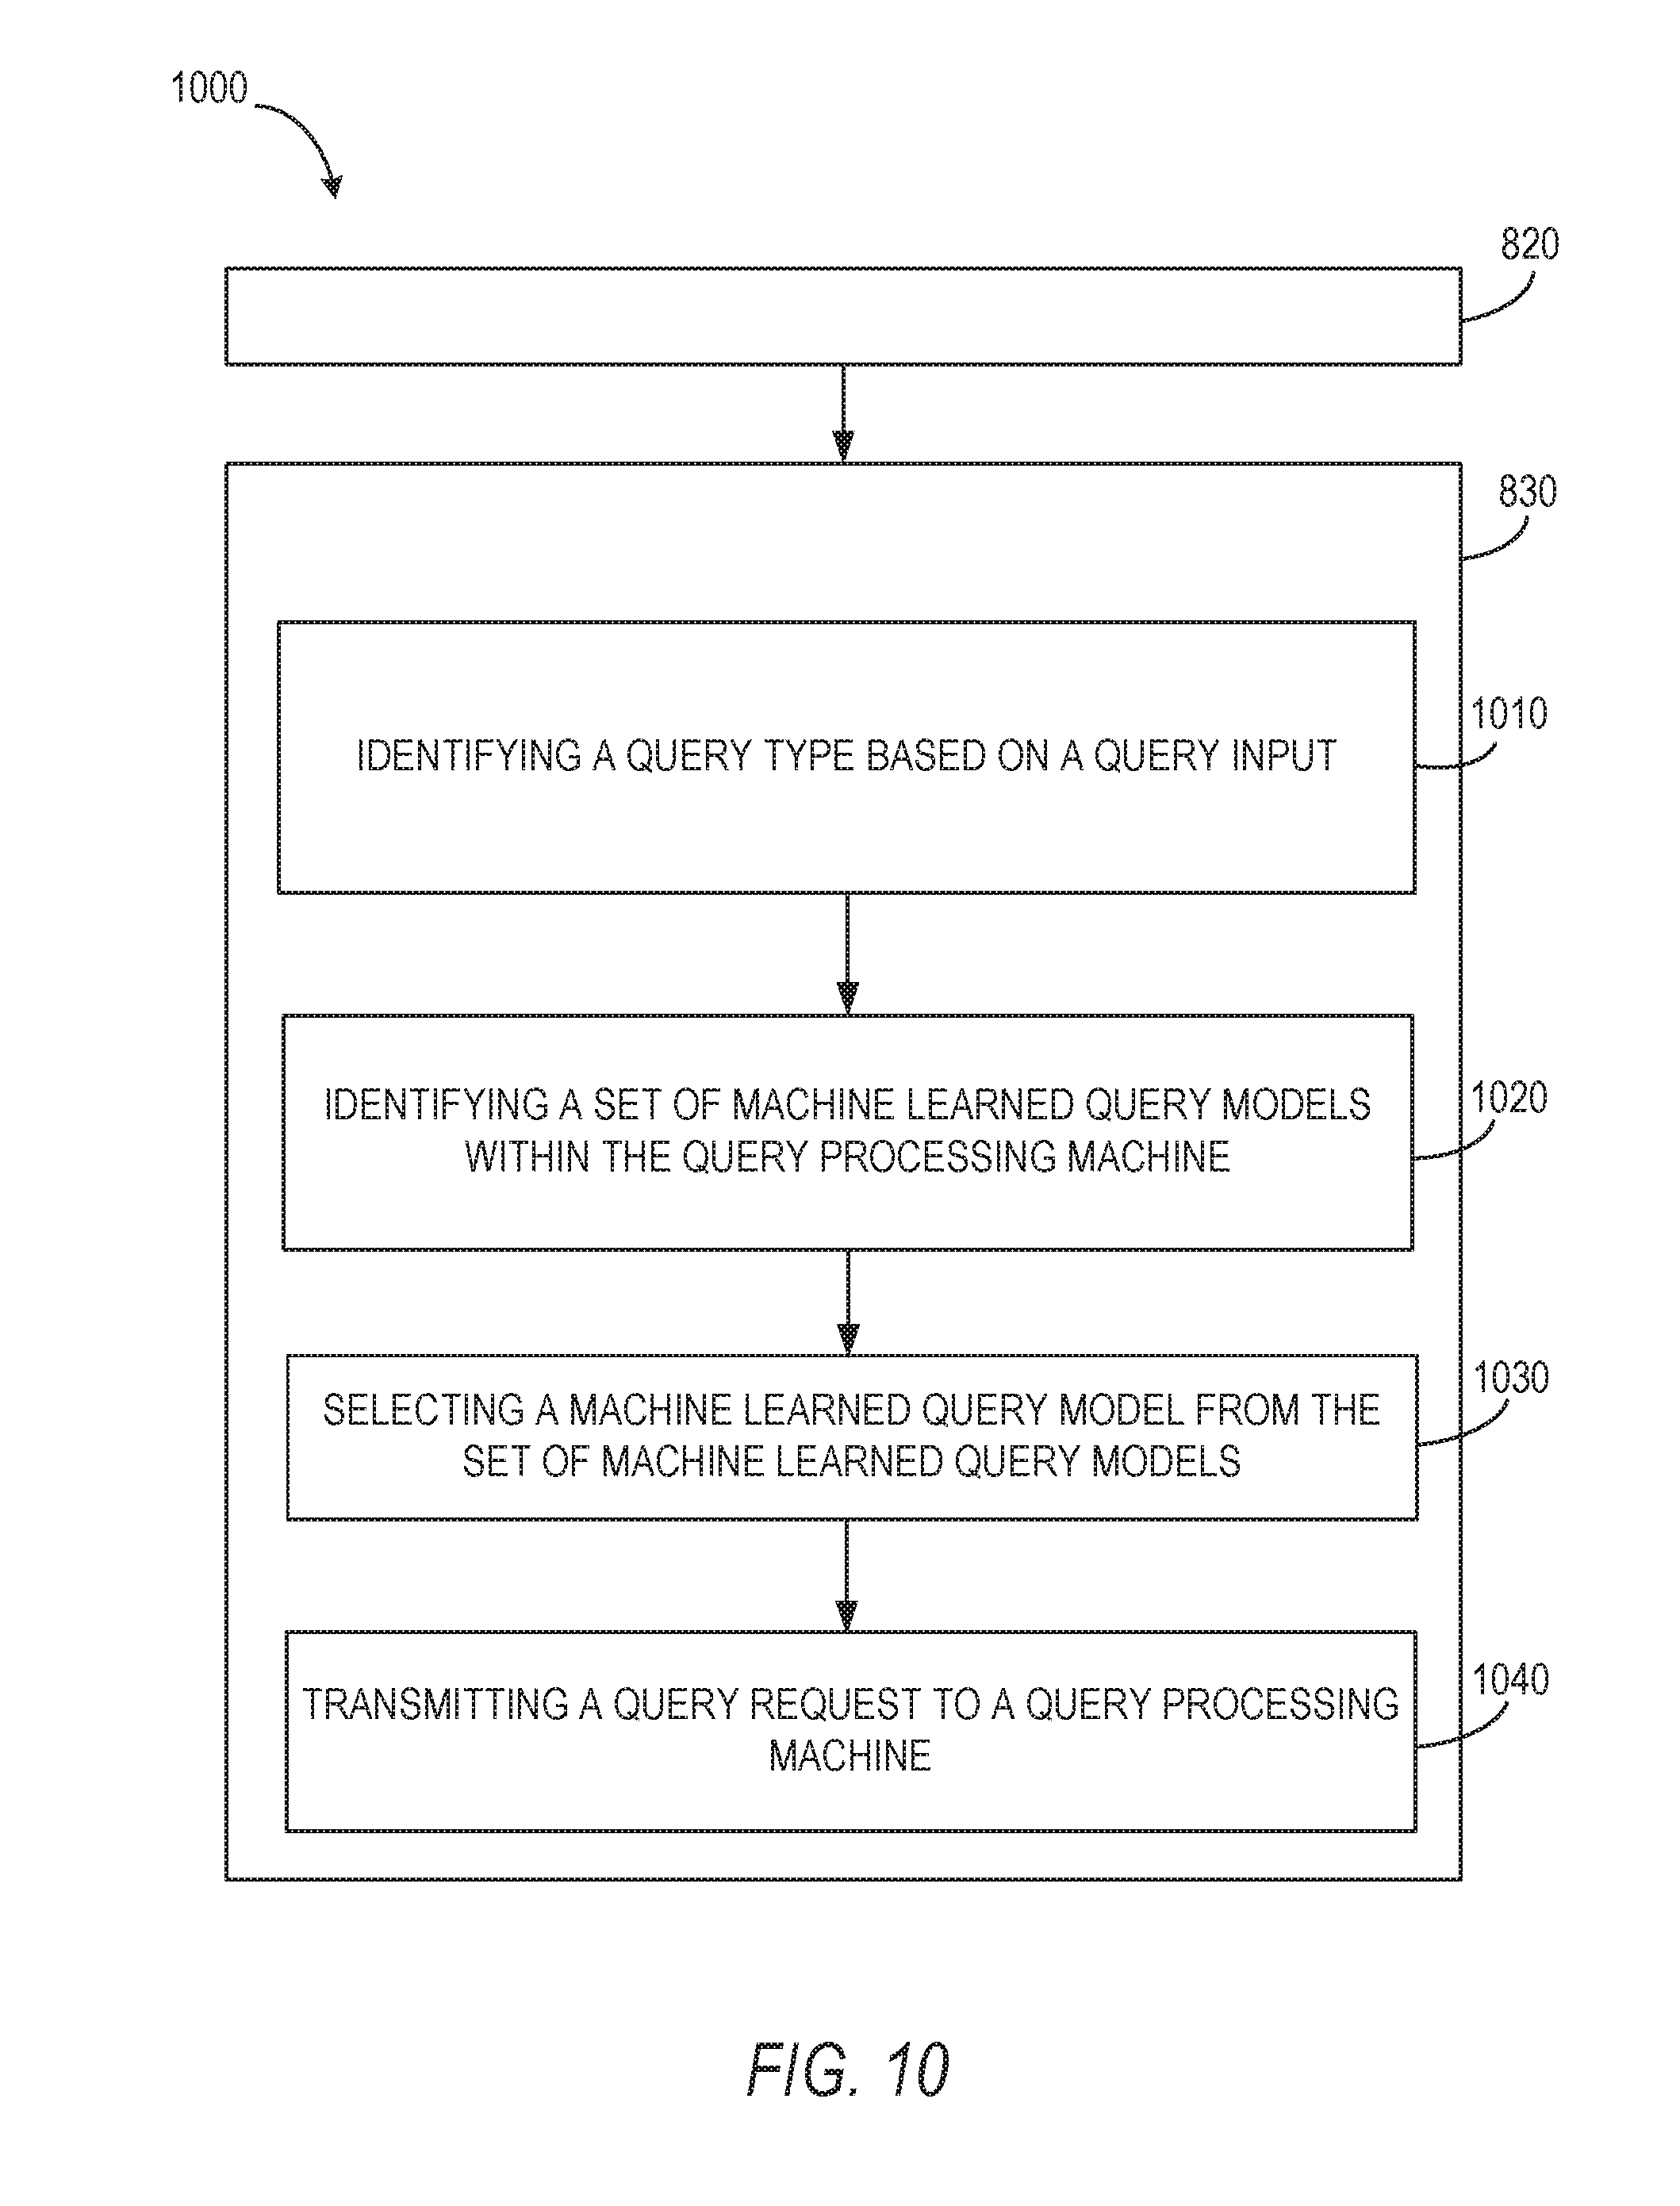 1000
820
830
IDENTIFYING A QUERY TYPE BASED ON A QUERY INPUT
1010
IDENTIFYING A SET OF MACHINE LEARNED QUERY MODELS
WITHIN THE QUERY PROCESSING MACHINE
1020
SELECTING A MACHINE LEARNED QUERY MODEL FROM THE
SET OF MACHINE LEARNED QUERY MODELS
1030
TRANSMITTING A QUERY REQUEST TO A QUERY PROCESSING
MACHINE
1040
FIG. 10